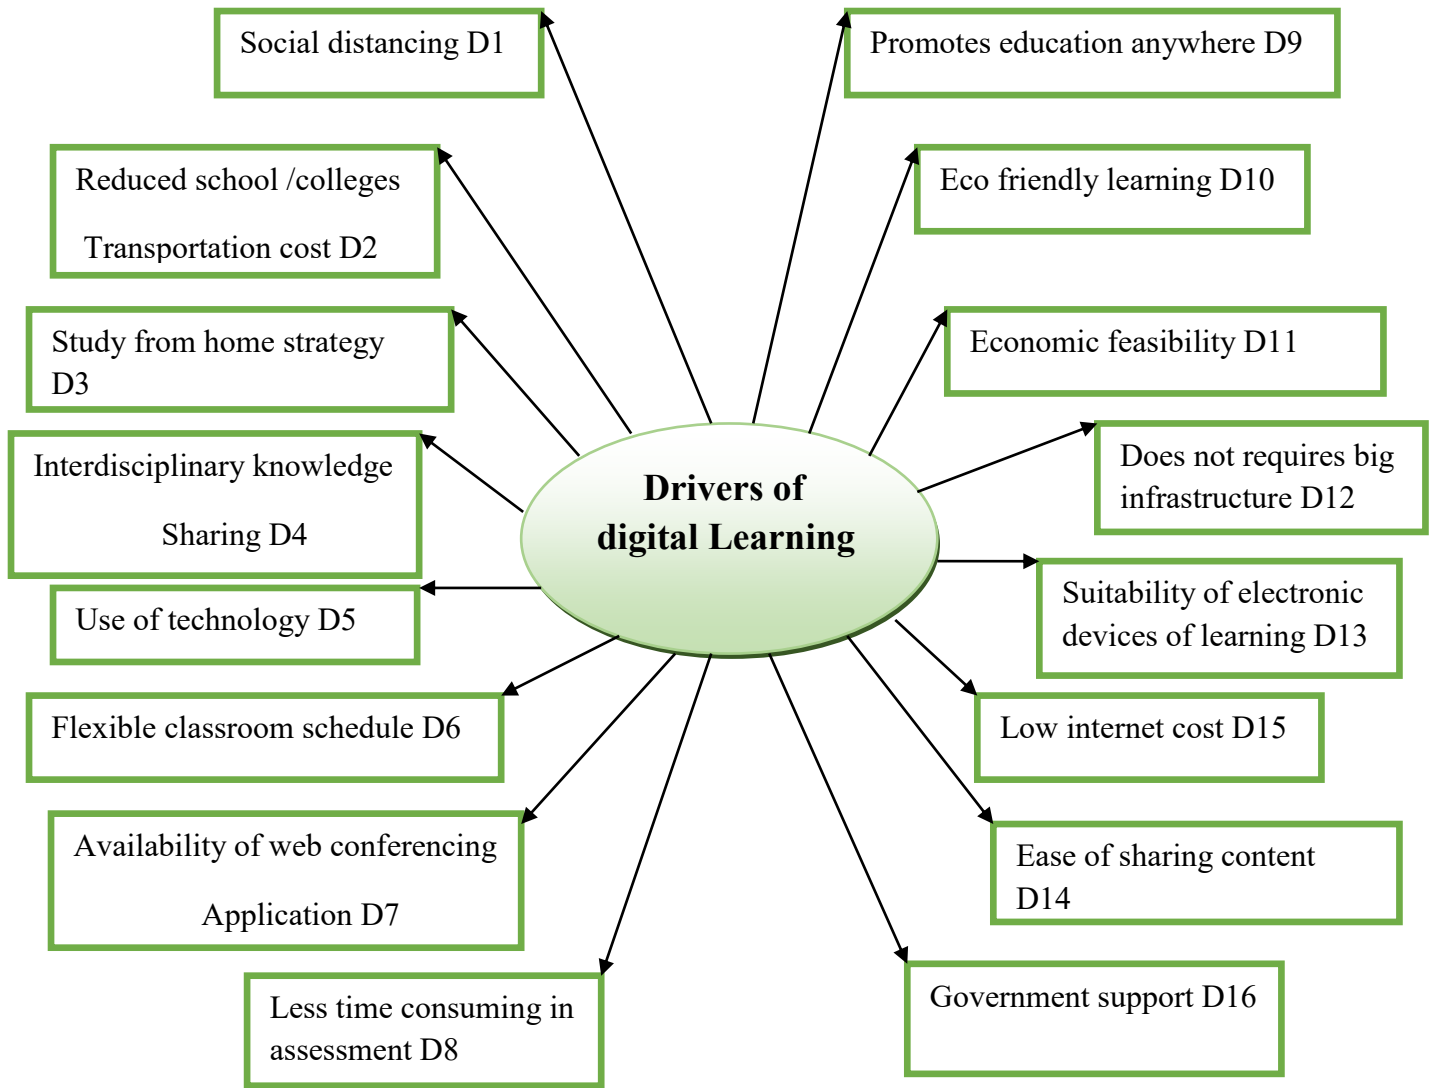 Social distancing D1
Reduced school /colleges
Transportation cost D2
Study from home strategy
D3
Interdisciplinary knowledge
Sharing D4
Use of technology D5
Flexible classroom schedule D6
Availability of web conferencing
Application D7
Less time consuming in
assessment D8
Drivers of
digital Learning
Promotes education anywhere D9
Eco friendly learning D10
Economic feasibility D11
Does not requires big
infrastructure D12
Suitability of electronic
devices of learning D13
Low internet cost D15
Ease of sharing content
D14
Government support D16